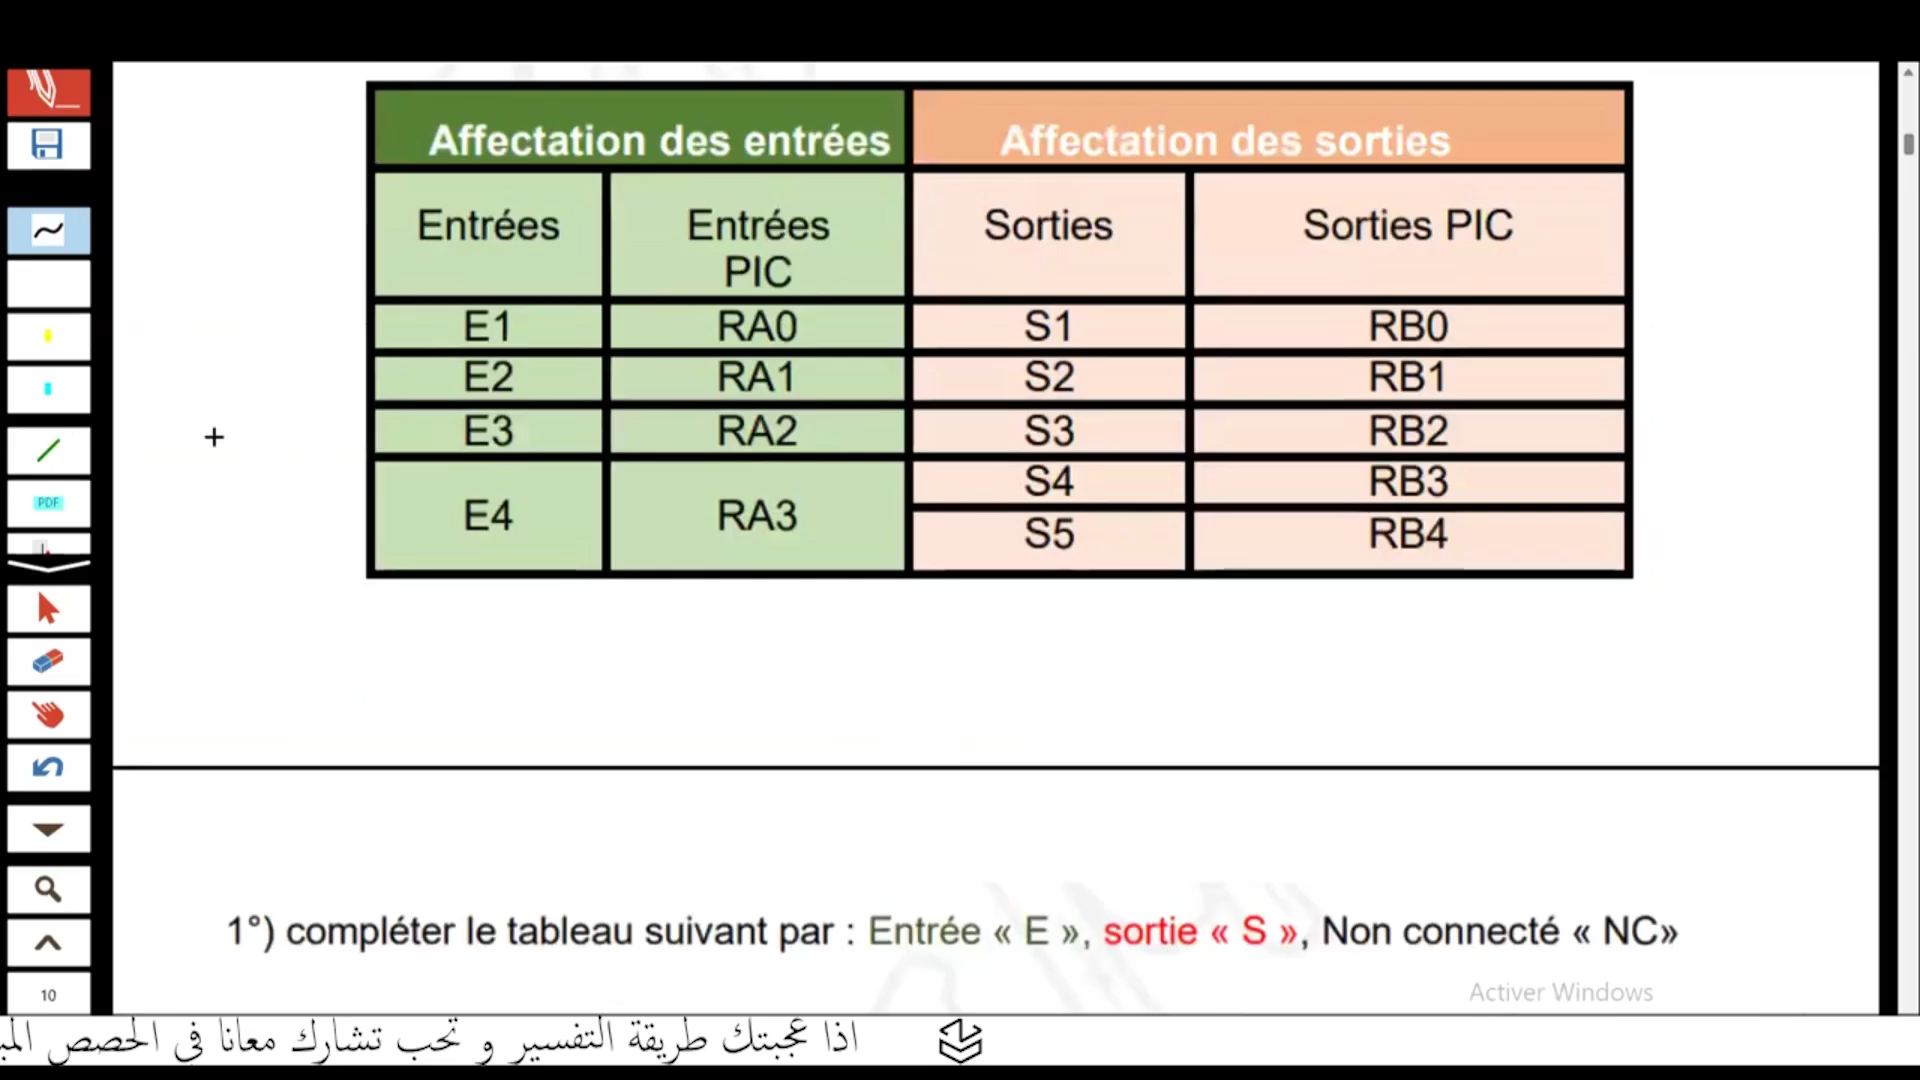 Affectation des entrées Affectation des sorties
Entrées Entrées PIC Sorties Sorties PIC
E1 RA0 S1 RB0
E2 RA1 S2 RB1
E3 RA2 S3 RB2
E4 RA3 S4 RB3
S5 RB4
1°) compléter le tableau suivant par : Entrée « E », sortie « S », Non connecté « NC»
PDF
10
Activer Windows
اذا عجبتك طريقة التفسير و تحب تشارك معانا في الحصص